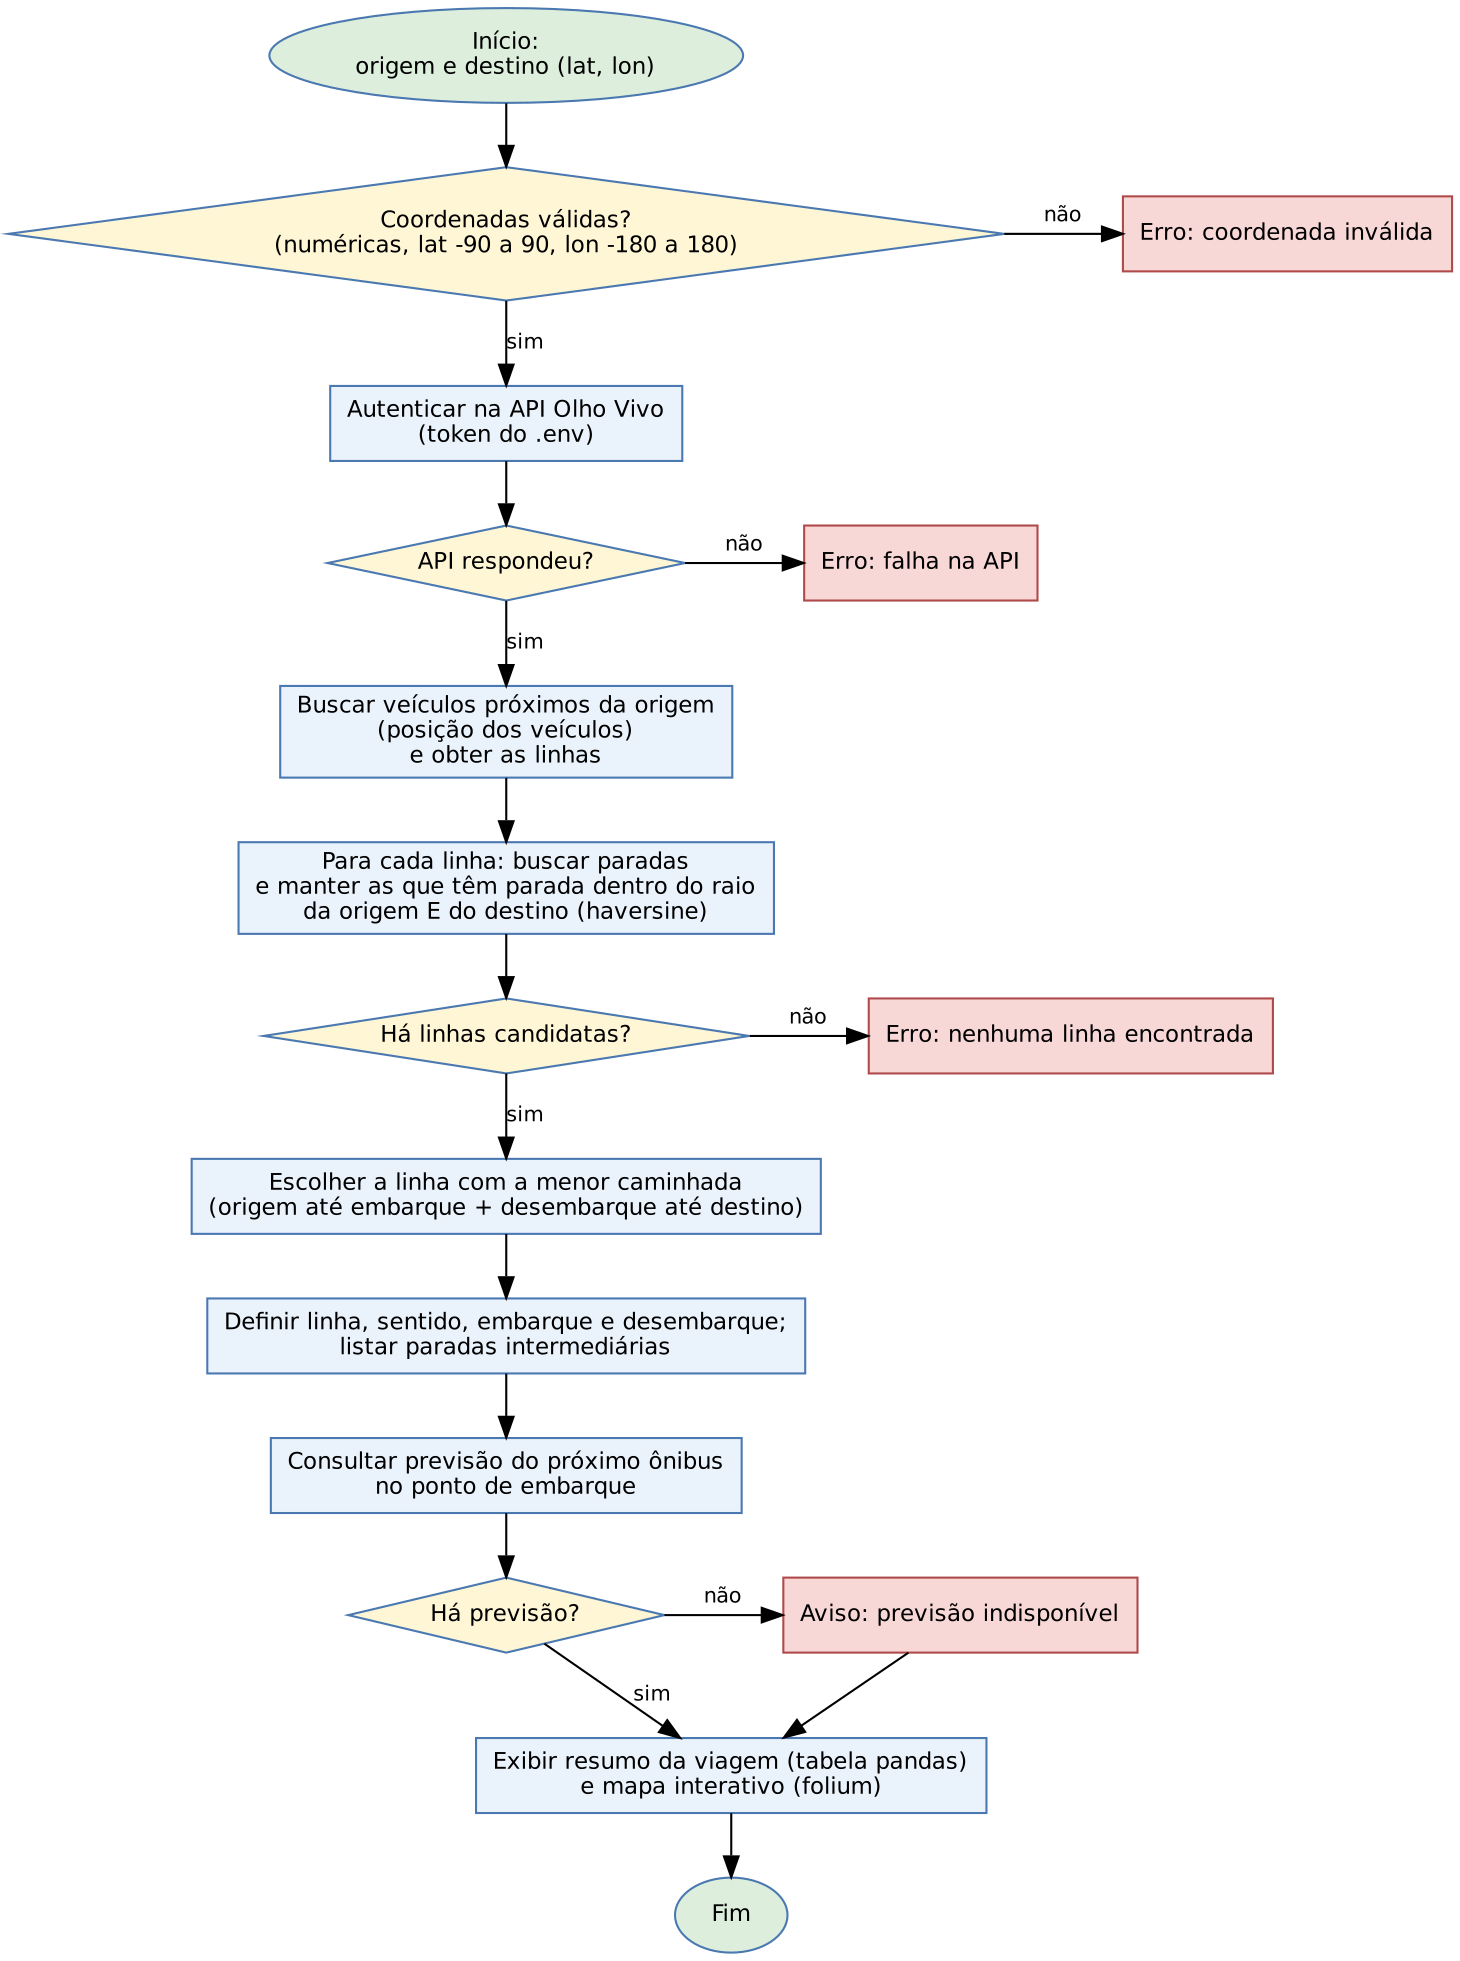 Início:
origem e destino (lat, lon)
Coordenadas válidas?
(numéricas, lat -90 a 90, lon -180 a 180)
não
Erro: coordenada inválida
sim
Autenticar na API Olho Vivo
(token do .env)
API respondeu?
não
Erro: falha na API
sim
Buscar veículos próximos da origem
(posição dos veículos)
e obter as linhas
Para cada linha: buscar paradas
e manter as que têm parada dentro do raio
da origem E do destino (haversine)
Há linhas candidatas?
não
Erro: nenhuma linha encontrada
sim
Escolher a linha com a menor caminhada
(origem até embarque + desembarque até destino)
Definir linha, sentido, embarque e desembarque;
listar paradas intermediárias
Consultar previsão do próximo ônibus
no ponto de embarque
Há previsão?
não
Aviso: previsão indisponível
sim
Exibir resumo da viagem (tabela pandas)
e mapa interativo (folium)
Fim